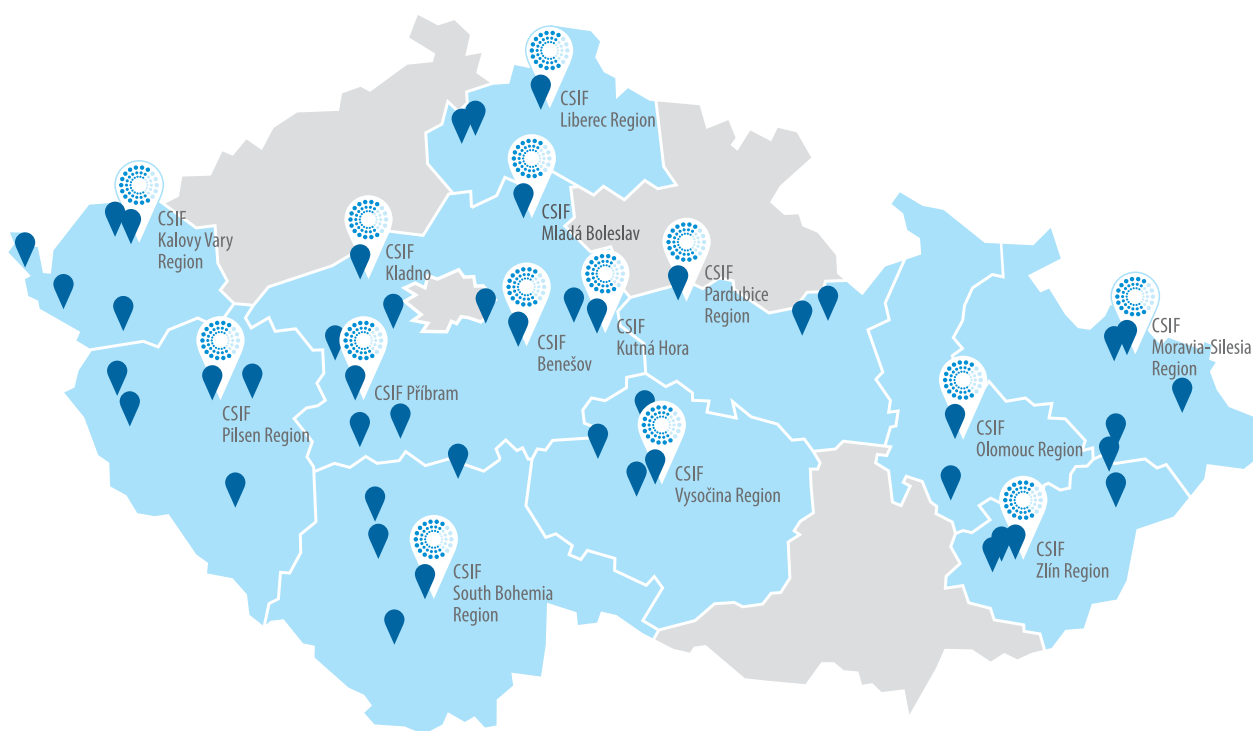 CSIF
Liberec Region
CSIF
Mladá Boleslav
CSIF
Kalovy Vary
Region
CSIF
Kladno
CSIF
Pardubice
Region
CSIF
Benešov
CSIF
Kutná Hora
CSIF
Moravia-Silesia
Region
CSIF
Pilsen Region
CSIF Příbram
CSIF
Olomouc Region
CSIF
Vysočina Region
CSIF
Zlín Region
CSIF
South Bohemia
Region